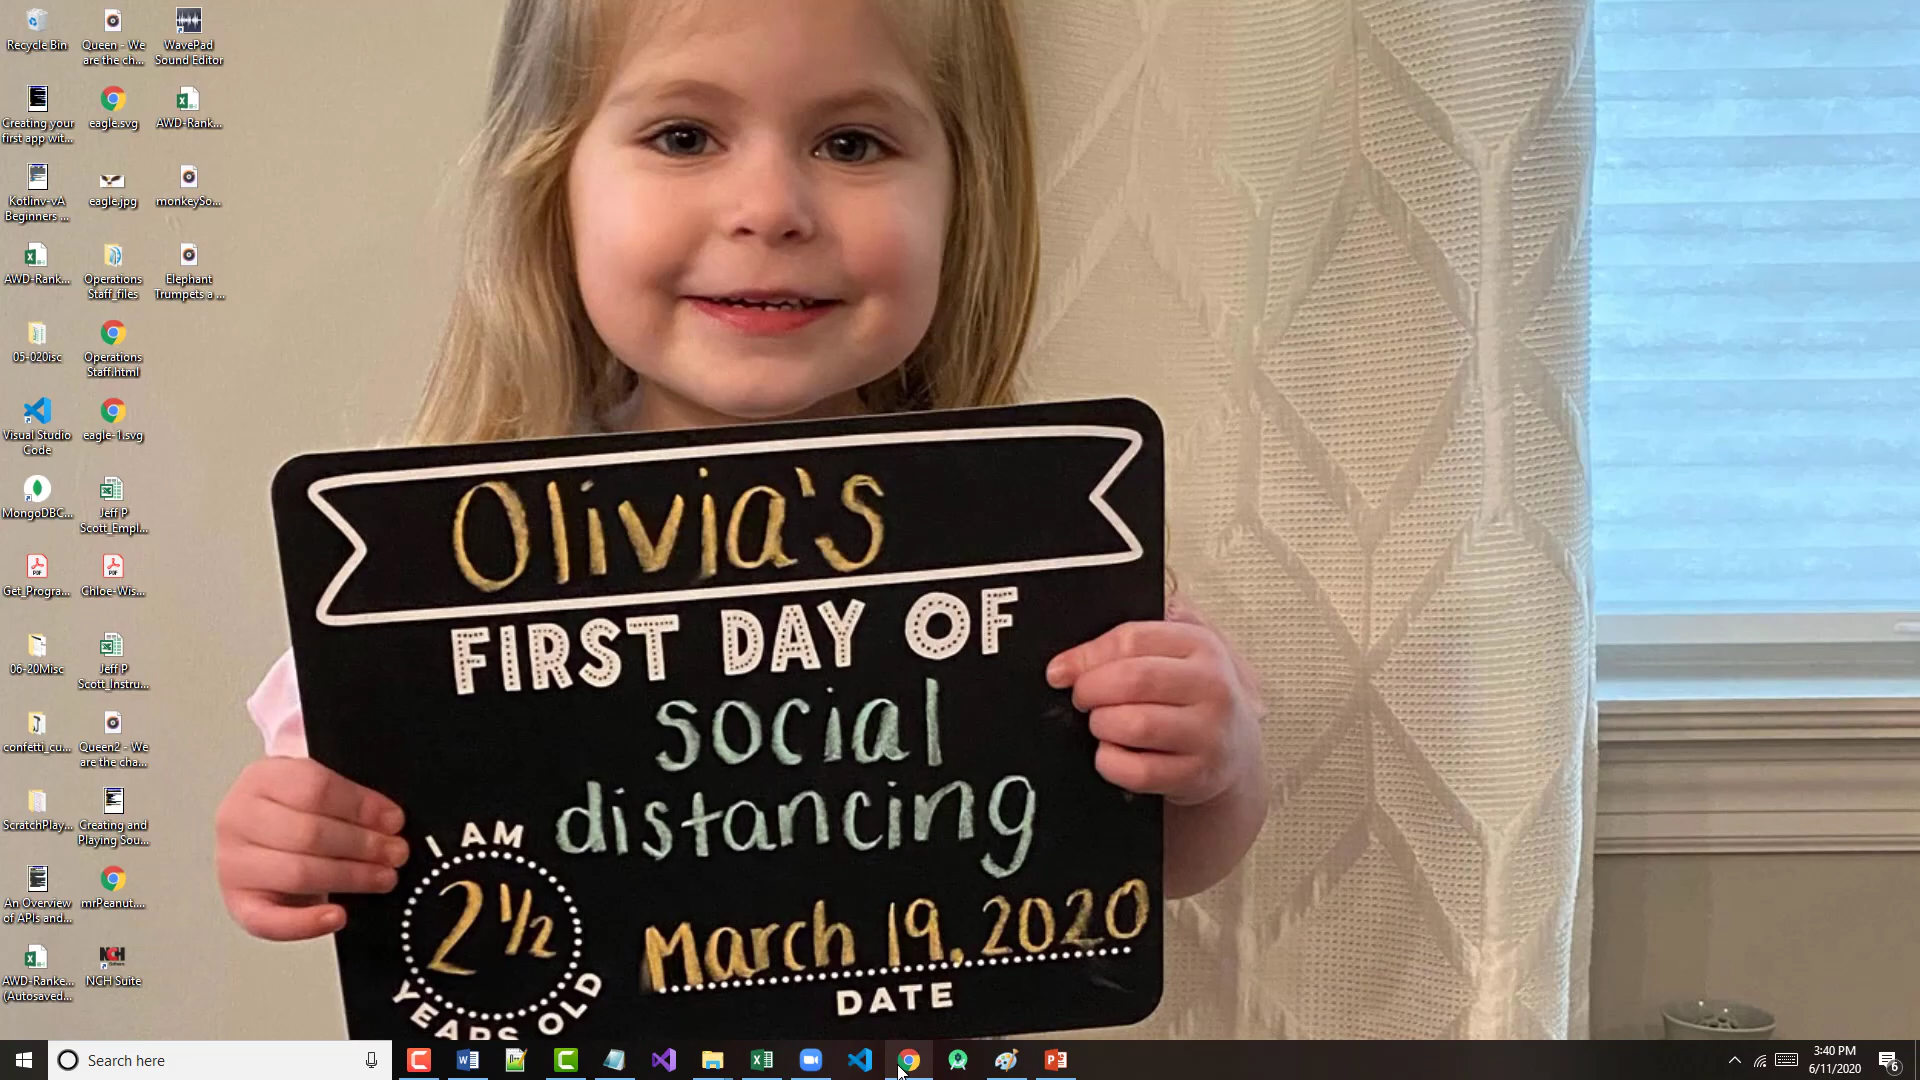 Recycle Bin
Queen - We
are the ch...
WavePad
Sound Editor
Creating your
first app wit...
eagle.svg
AWD-Rank...
Kotlinv-vA
Beginners ...
eagle.jpg
monkeySo...
AWD-Rank...
Operations
Staff_files
Elephant
Trumpets a ...
05-020isc
Operations
Staff.html
Visual Studio
Code
eagle-1.svg
MongoDBC...
Jeff P
Scott_Empl...
Get_Progra...
Chloe-Wis...
06-20Misc
Jeff P
Scott_Instru...
confetti_cu...
Queen2 - We
are the cha...
ScratchPlay...
Creating and
Playing Sou...
An Overview
of APIs and...
mrPeanut....
AWD-Ranke...
(Autosaved...
NCH Suite
Olivia's
FIRST DAY OF
social
distancing
I AM
2 1/2
YEARS OLD
March 19, 2020
DATE
Search here
3:40 PM
6/11/2020
6